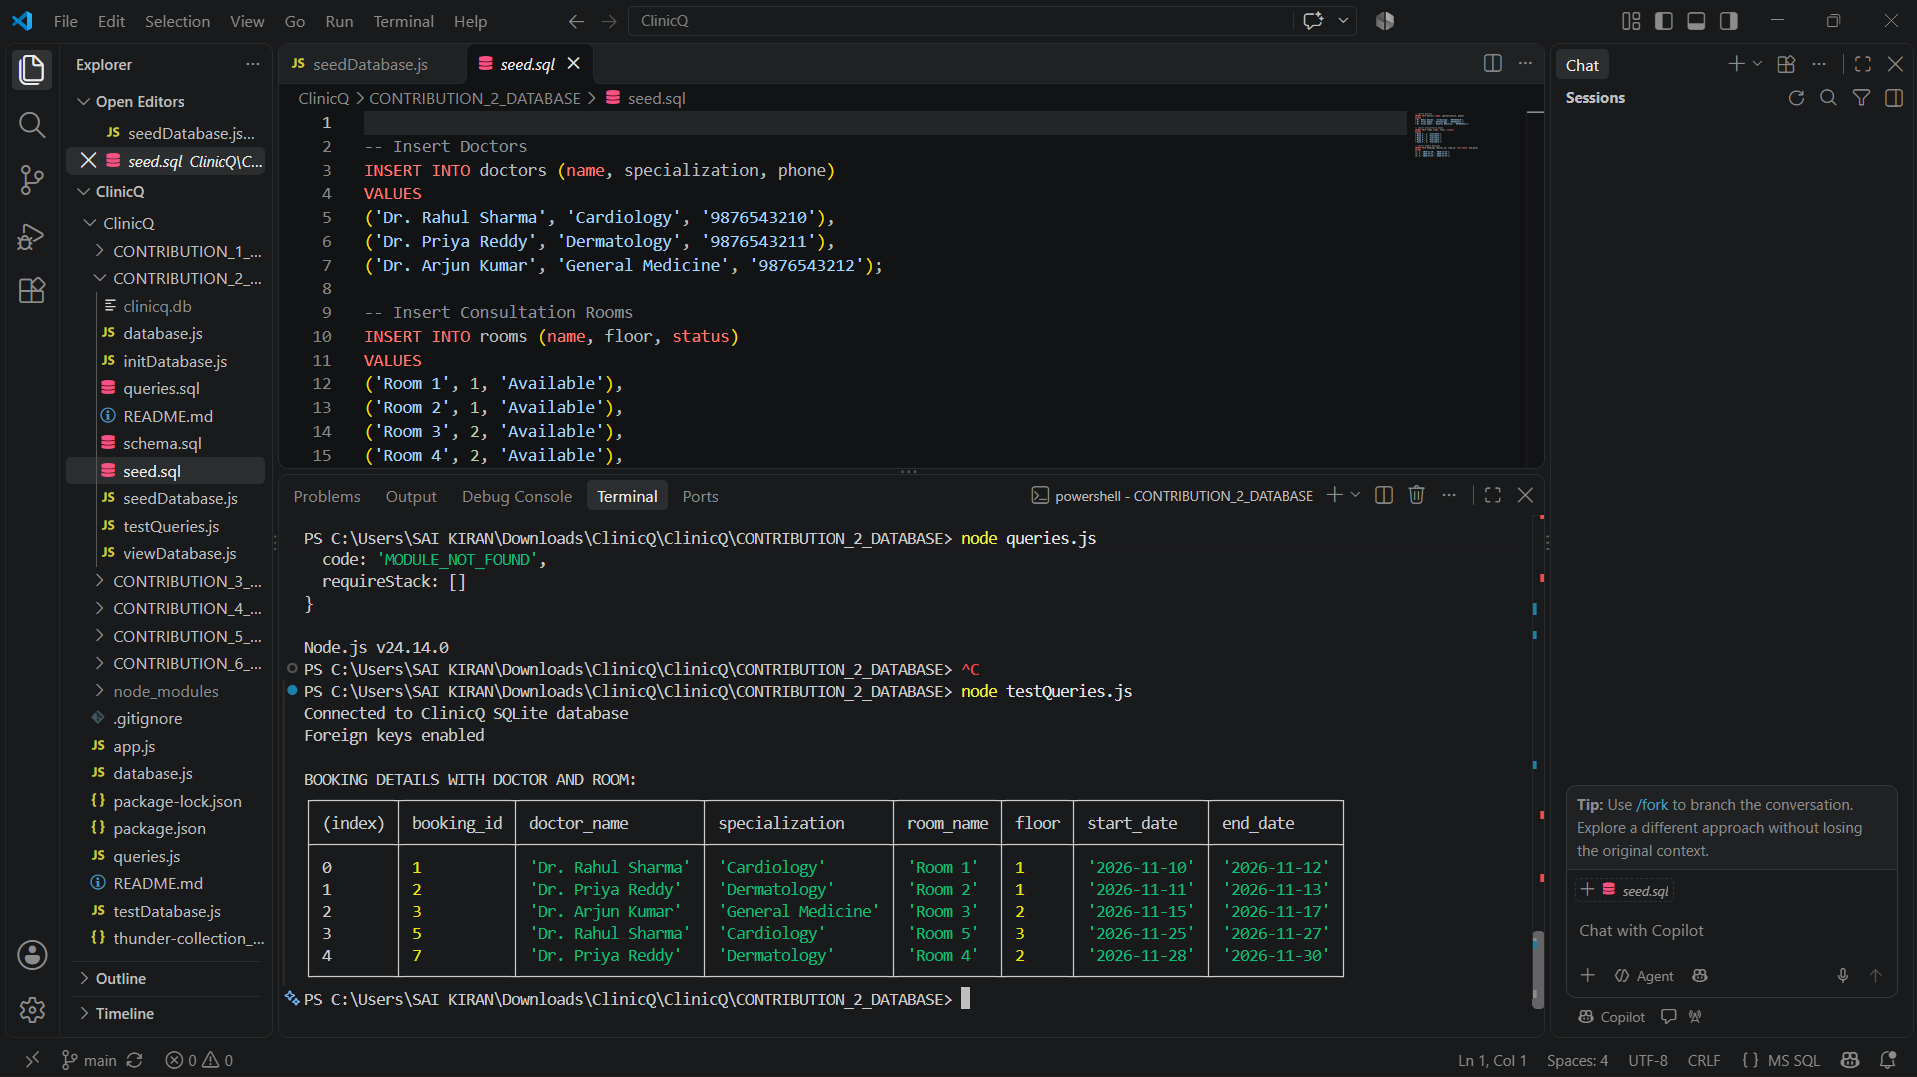 File Edit Selection View Go Run Terminal Help
ClinicQ
Explorer
Open Editors
JS seedDatabase.js...
seed.sql ClinicQ\C...
ClinicQ
ClinicQ
CONTRIBUTION_1_...
CONTRIBUTION_2_...
clinicq.db
JS database.js
JS initDatabase.js
queries.sql
README.md
schema.sql
seed.sql
JS seedDatabase.js
JS testQueries.js
JS viewDatabase.js
CONTRIBUTION_3_...
CONTRIBUTION_4_...
CONTRIBUTION_5_...
CONTRIBUTION_6_...
node_modules
.gitignore
JS app.js
JS database.js
{} package-lock.json
{} package.json
JS queries.js
README.md
JS testDatabase.js
{} thunder-collection_...
Outline
Timeline
JS seedDatabase.js
seed.sql
ClinicQ > CONTRIBUTION_2_DATABASE > seed.sql
1
2 -- Insert Doctors
3 INSERT INTO doctors (name, specialization, phone)
4 VALUES
5 ('Dr. Rahul Sharma', 'Cardiology', '9876543210'),
6 ('Dr. Priya Reddy', 'Dermatology', '9876543211'),
7 ('Dr. Arjun Kumar', 'General Medicine', '9876543212');
8
9 -- Insert Consultation Rooms
10 INSERT INTO rooms (name, floor, status)
11 VALUES
12 ('Room 1', 1, 'Available'),
13 ('Room 2', 1, 'Available'),
14 ('Room 3', 2, 'Available'),
15 ('Room 4', 2, 'Available'),
Problems Output Debug Console Terminal Ports
powershell - CONTRIBUTION_2_DATABASE
PS C:\Users\SAI KIRAN\Downloads\ClinicQ\ClinicQ\CONTRIBUTION_2_DATABASE> node queries.js
code: 'MODULE_NOT_FOUND',
requireStack: []
}
Node.js v24.14.0
PS C:\Users\SAI KIRAN\Downloads\ClinicQ\ClinicQ\CONTRIBUTION_2_DATABASE> ^C
PS C:\Users\SAI KIRAN\Downloads\ClinicQ\ClinicQ\CONTRIBUTION_2_DATABASE> node testQueries.js
Connected to ClinicQ SQLite database
Foreign keys enabled
BOOKING DETAILS WITH DOCTOR AND ROOM:
(index) booking_id doctor_name specialization room_name floor start_date end_date
0 1 'Dr. Rahul Sharma' 'Cardiology' 'Room 1' 1 '2026-11-10' '2026-11-12'
1 2 'Dr. Priya Reddy' 'Dermatology' 'Room 2' 1 '2026-11-11' '2026-11-13'
2 3 'Dr. Arjun Kumar' 'General Medicine' 'Room 3' 2 '2026-11-15' '2026-11-17'
3 5 'Dr. Rahul Sharma' 'Cardiology' 'Room 5' 3 '2026-11-25' '2026-11-27'
4 7 'Dr. Priya Reddy' 'Dermatology' 'Room 4' 2 '2026-11-28' '2026-11-30'
PS C:\Users\SAI KIRAN\Downloads\ClinicQ\ClinicQ\CONTRIBUTION_2_DATABASE>
Chat
Sessions
Tip: Use /fork to branch the conversation.
Explore a different approach without losing
the original context.
seed.sql
Chat with Copilot
Agent
Copilot
main 0 0
Ln 1, Col 1 Spaces: 4 UTF-8 CRLF {} MS SQL